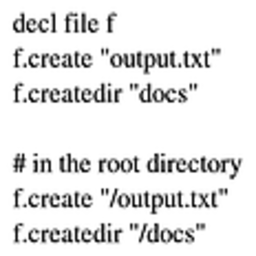 decl file f
f.create "output.txt"
f.createdir "docs"

# in the root directory
f.create "/output.txt"
f.createdir "/docs"